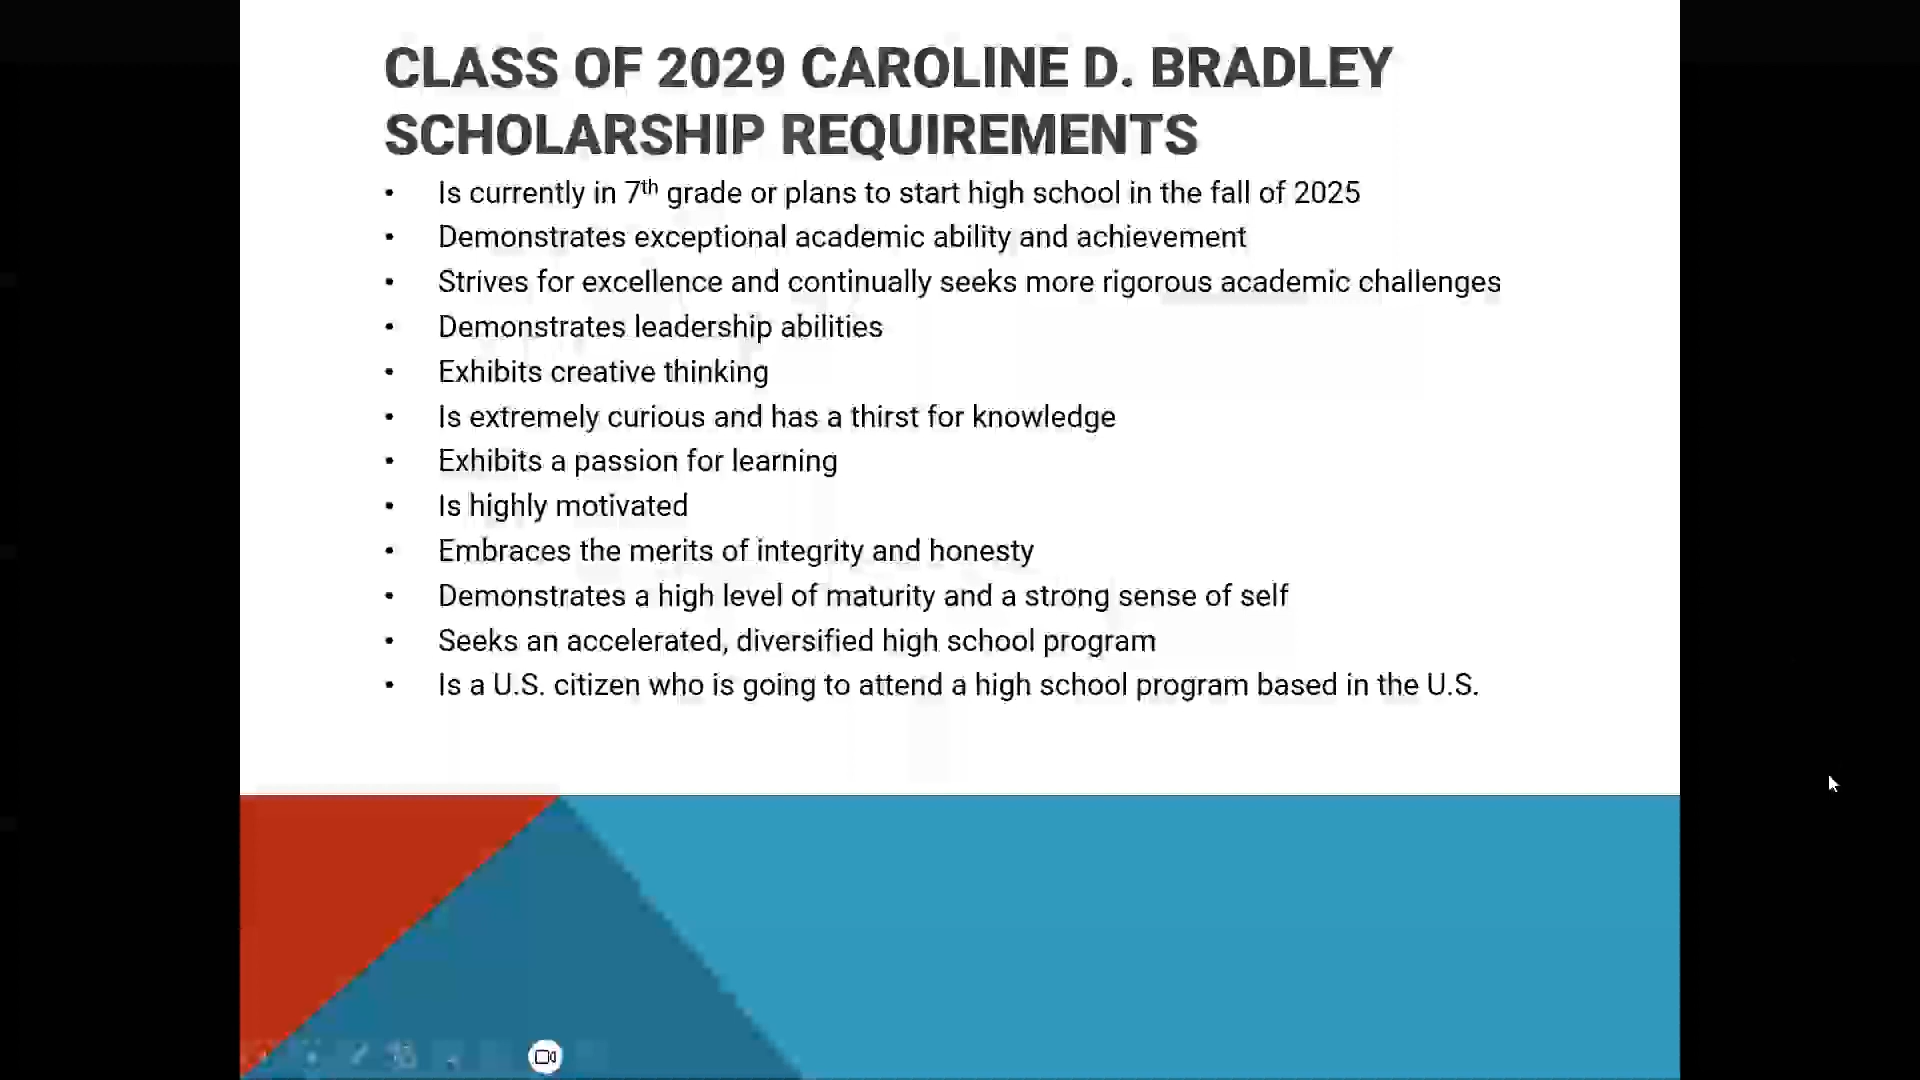 CLASS OF 2029 CAROLINE D. BRADLEY
SCHOLARSHIP REQUIREMENTS
• Is currently in 7th grade or plans to start high school in the fall of 2025
• Demonstrates exceptional academic ability and achievement
• Strives for excellence and continually seeks more rigorous academic challenges
• Demonstrates leadership abilities
• Exhibits creative thinking
• Is extremely curious and has a thirst for knowledge
• Exhibits a passion for learning
• Is highly motivated
• Embraces the merits of integrity and honesty
• Demonstrates a high level of maturity and a strong sense of self
• Seeks an accelerated, diversified high school program
• Is a U.S. citizen who is going to attend a high school program based in the U.S.